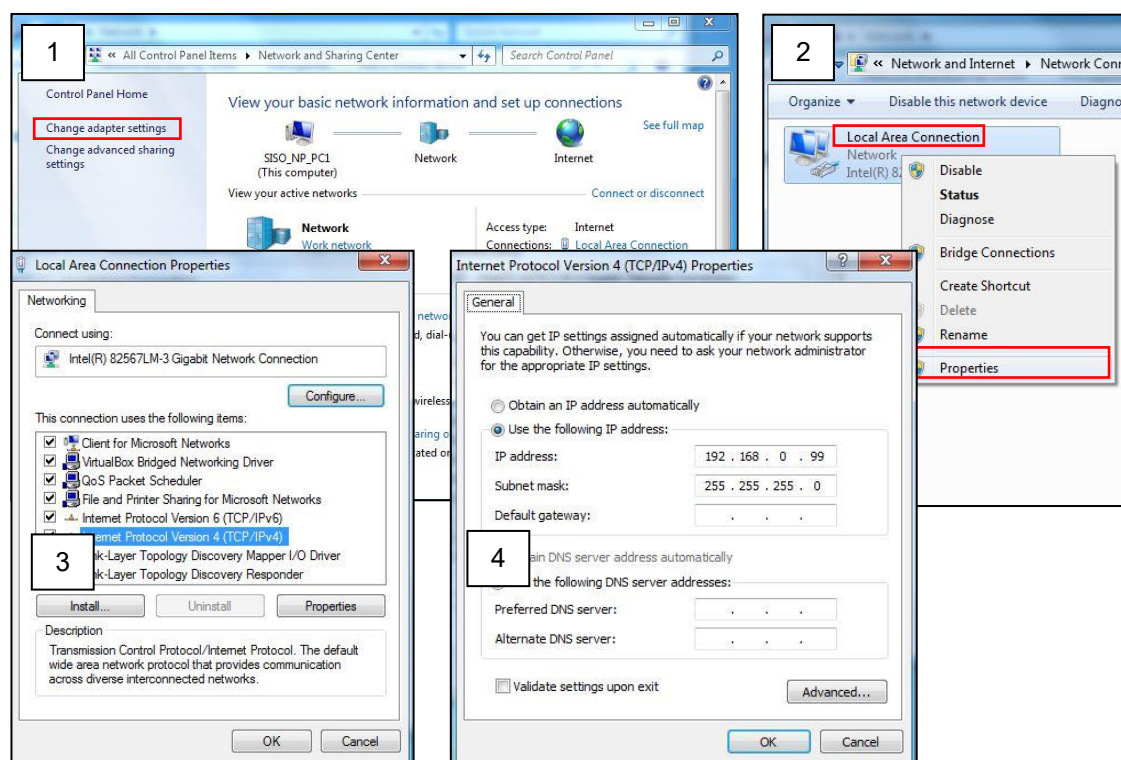 1
« All Control Panel Items ▸ Network and Sharing Center
Search Control Panel
Control Panel Home
Change adapter settings
Change advanced sharing
settings
View your basic network information and set up connections
See full map
SISO_NP_PC1
(This computer)
Network
Internet
View your active networks
Connect or disconnect
Network
Work network
Access type: Internet
Connections: Local Area Connection
2
« Network and Internet ▸ Network Conn
Organize
Disable this network device
Diagno
Local Area Connection
Network
Intel(R) 82
Disable
Status
Diagnose
Bridge Connections
Create Shortcut
Delete
Rename
Properties
Local Area Connection Properties
Networking
Connect using:
Intel(R) 82567LM-3 Gigabit Network Connection
Configure...
This connection uses the following items:
Client for Microsoft Networks
VirtualBox Bridged Networking Driver
QoS Packet Scheduler
File and Printer Sharing for Microsoft Networks
Internet Protocol Version 6 (TCP/IPv6)
ernet Protocol Version 4 (TCP/IPv4)
nk-Layer Topology Discovery Mapper I/O Driver
nk-Layer Topology Discovery Responder
3
Install...
Uninstall
Properties
Description
Transmission Control Protocol/Internet Protocol. The default
wide area network protocol that provides communication
across diverse interconnected networks.
OK
Cancel
networ
d, dial-
wireless
aring o
ated or
Internet Protocol Version 4 (TCP/IPv4) Properties
General
You can get IP settings assigned automatically if your network supports
this capability. Otherwise, you need to ask your network administrator
for the appropriate IP settings.
Obtain an IP address automatically
Use the following IP address:
IP address: 192 . 168 . 0 . 99
Subnet mask: 255 . 255 . 255 . 0
Default gateway: . . .
4
ain DNS server address automatically
the following DNS server addresses:
Preferred DNS server: . . .
Alternate DNS server: . . .
Validate settings upon exit
Advanced...
OK
Cancel